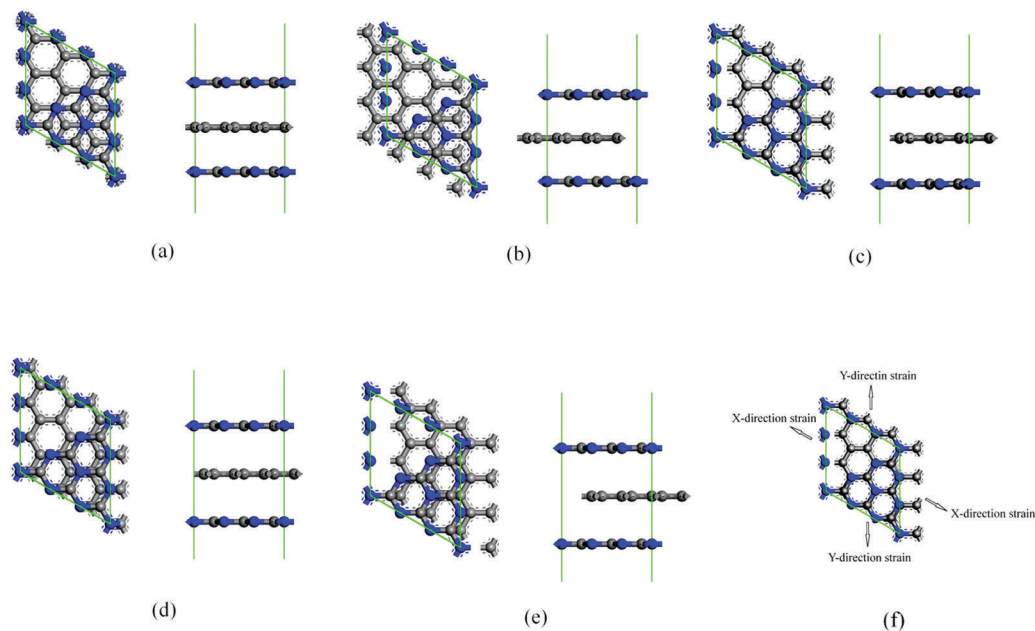 (a)
(b)
(c)
Y-directin strain
X-direction strain
X-direction strain
Y-direction strain
(d)
(e)
(f)